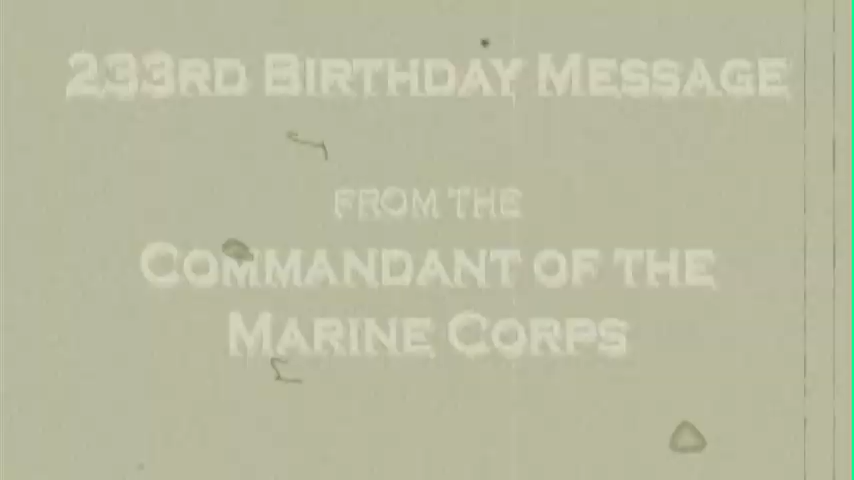 233RD BIRTHDAY MESSAGE
FROM THE
COMMANDANT OF THE
MARINE CORPS